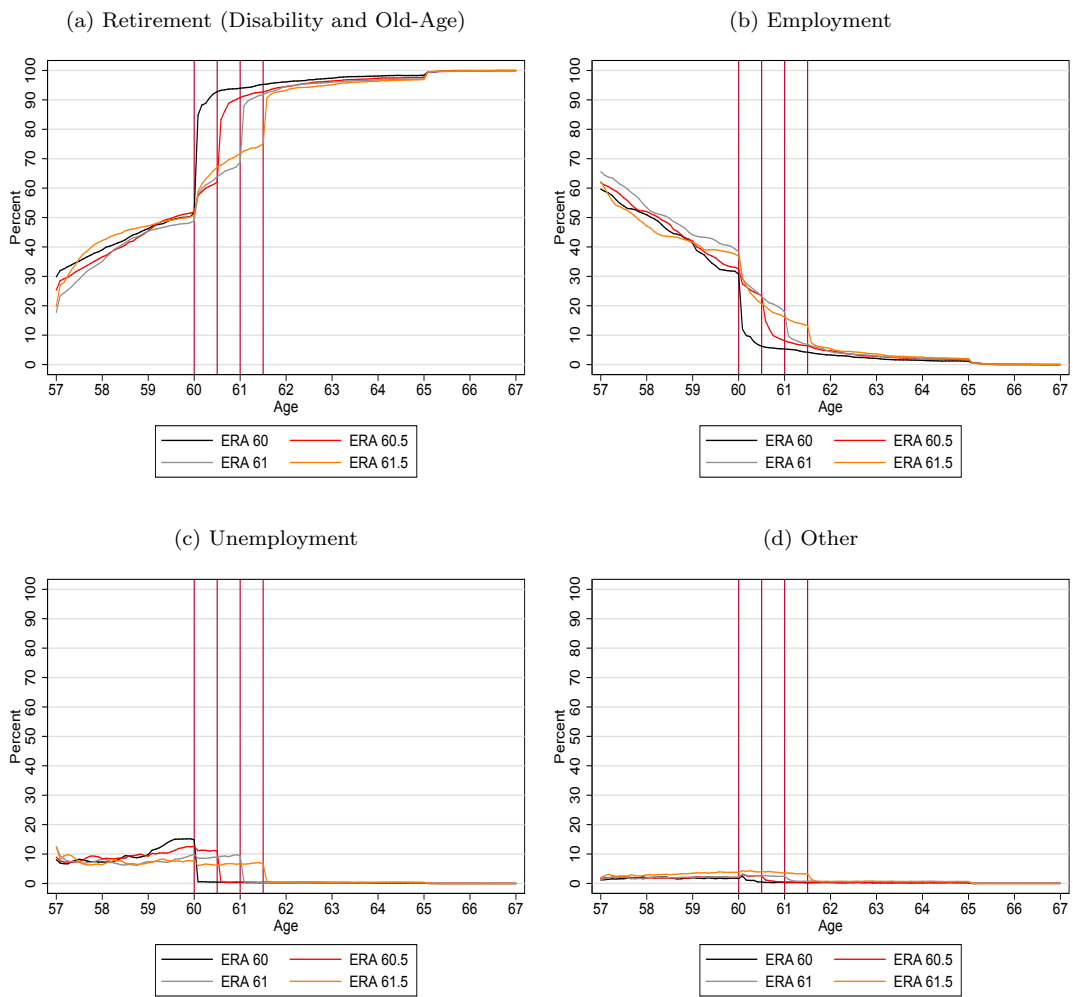 (a) Retirement (Disability and Old-Age)
Percent
0 10 20 30 40 50 60 70 80 90 100
57 58 59 60 61 62 63 64 65 66 67
Age
ERA 60 ERA 60.5
ERA 61 ERA 61.5
(b) Employment
Percent
0 10 20 30 40 50 60 70 80 90 100
57 58 59 60 61 62 63 64 65 66 67
Age
ERA 60 ERA 60.5
ERA 61 ERA 61.5
(c) Unemployment
Percent
0 10 20 30 40 50 60 70 80 90 100
57 58 59 60 61 62 63 64 65 66 67
Age
ERA 60 ERA 60.5
ERA 61 ERA 61.5
(d) Other
Percent
0 10 20 30 40 50 60 70 80 90 100
57 58 59 60 61 62 63 64 65 66 67
Age
ERA 60 ERA 60.5
ERA 61 ERA 61.5